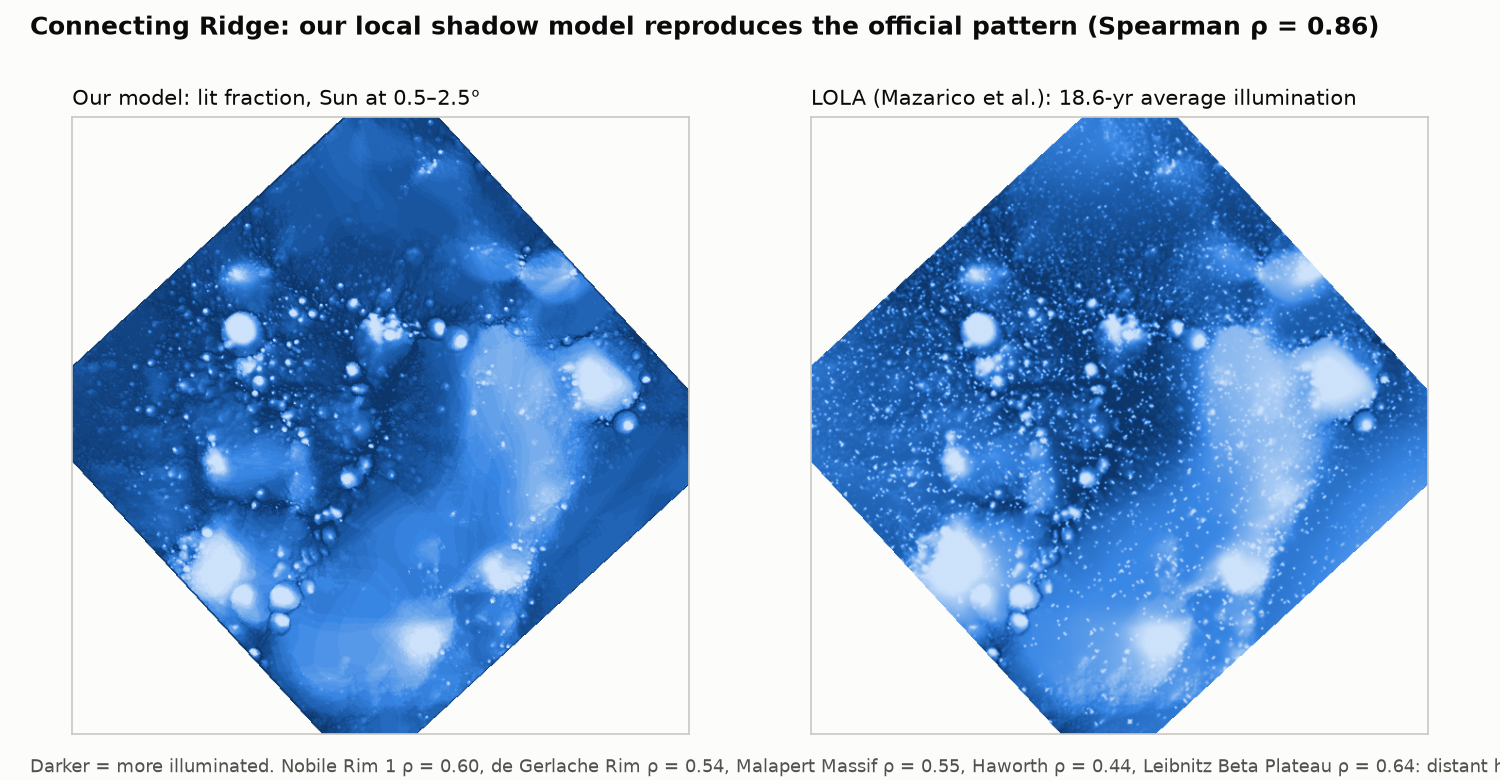 Connecting Ridge: our local shadow model reproduces the official pattern (Spearman ρ = 0.86)
Our model: lit fraction, Sun at 0.5–2.5°
LOLA (Mazarico et al.): 18.6-yr average illumination
Darker = more illuminated. Nobile Rim 1 ρ = 0.60, de Gerlache Rim ρ = 0.54, Malapert Massif ρ = 0.55, Haworth ρ = 0.44, Leibnitz Beta Plateau ρ = 0.64: distant